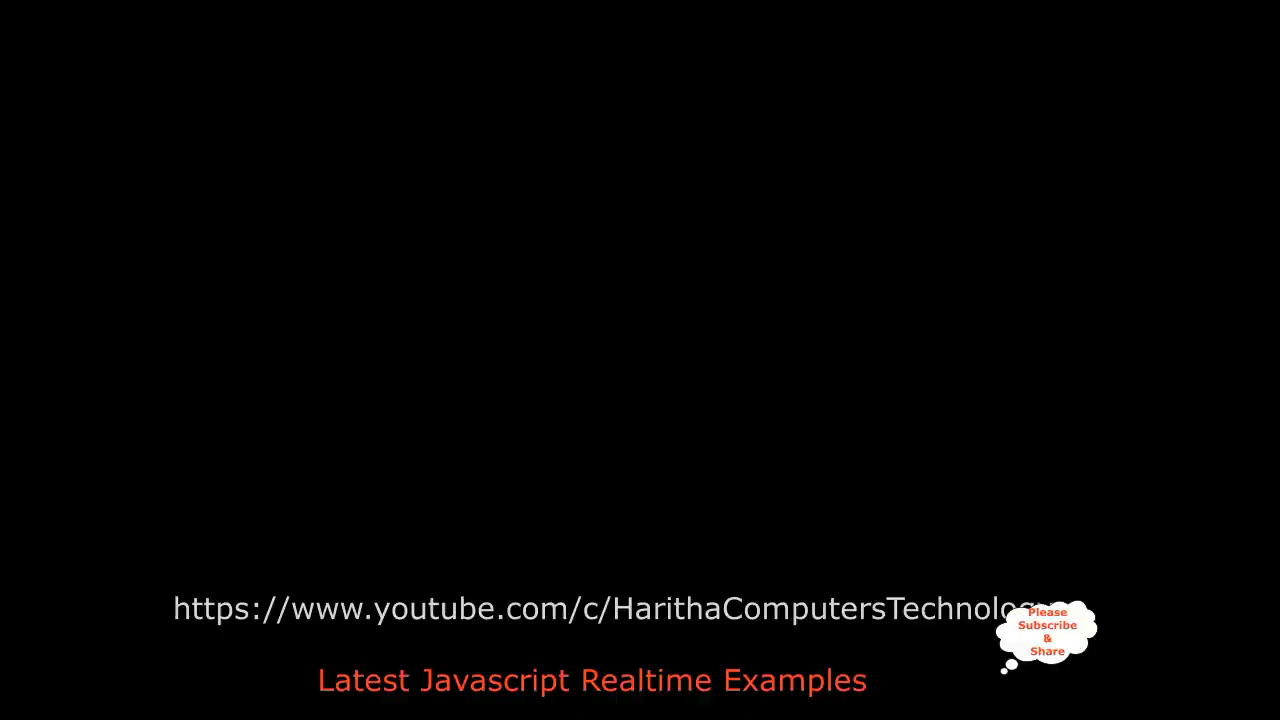 https://www.youtube.com/c/HarithaComputersTechnolog
Please
Subscribe
&
Share
Latest Javascript Realtime Examples